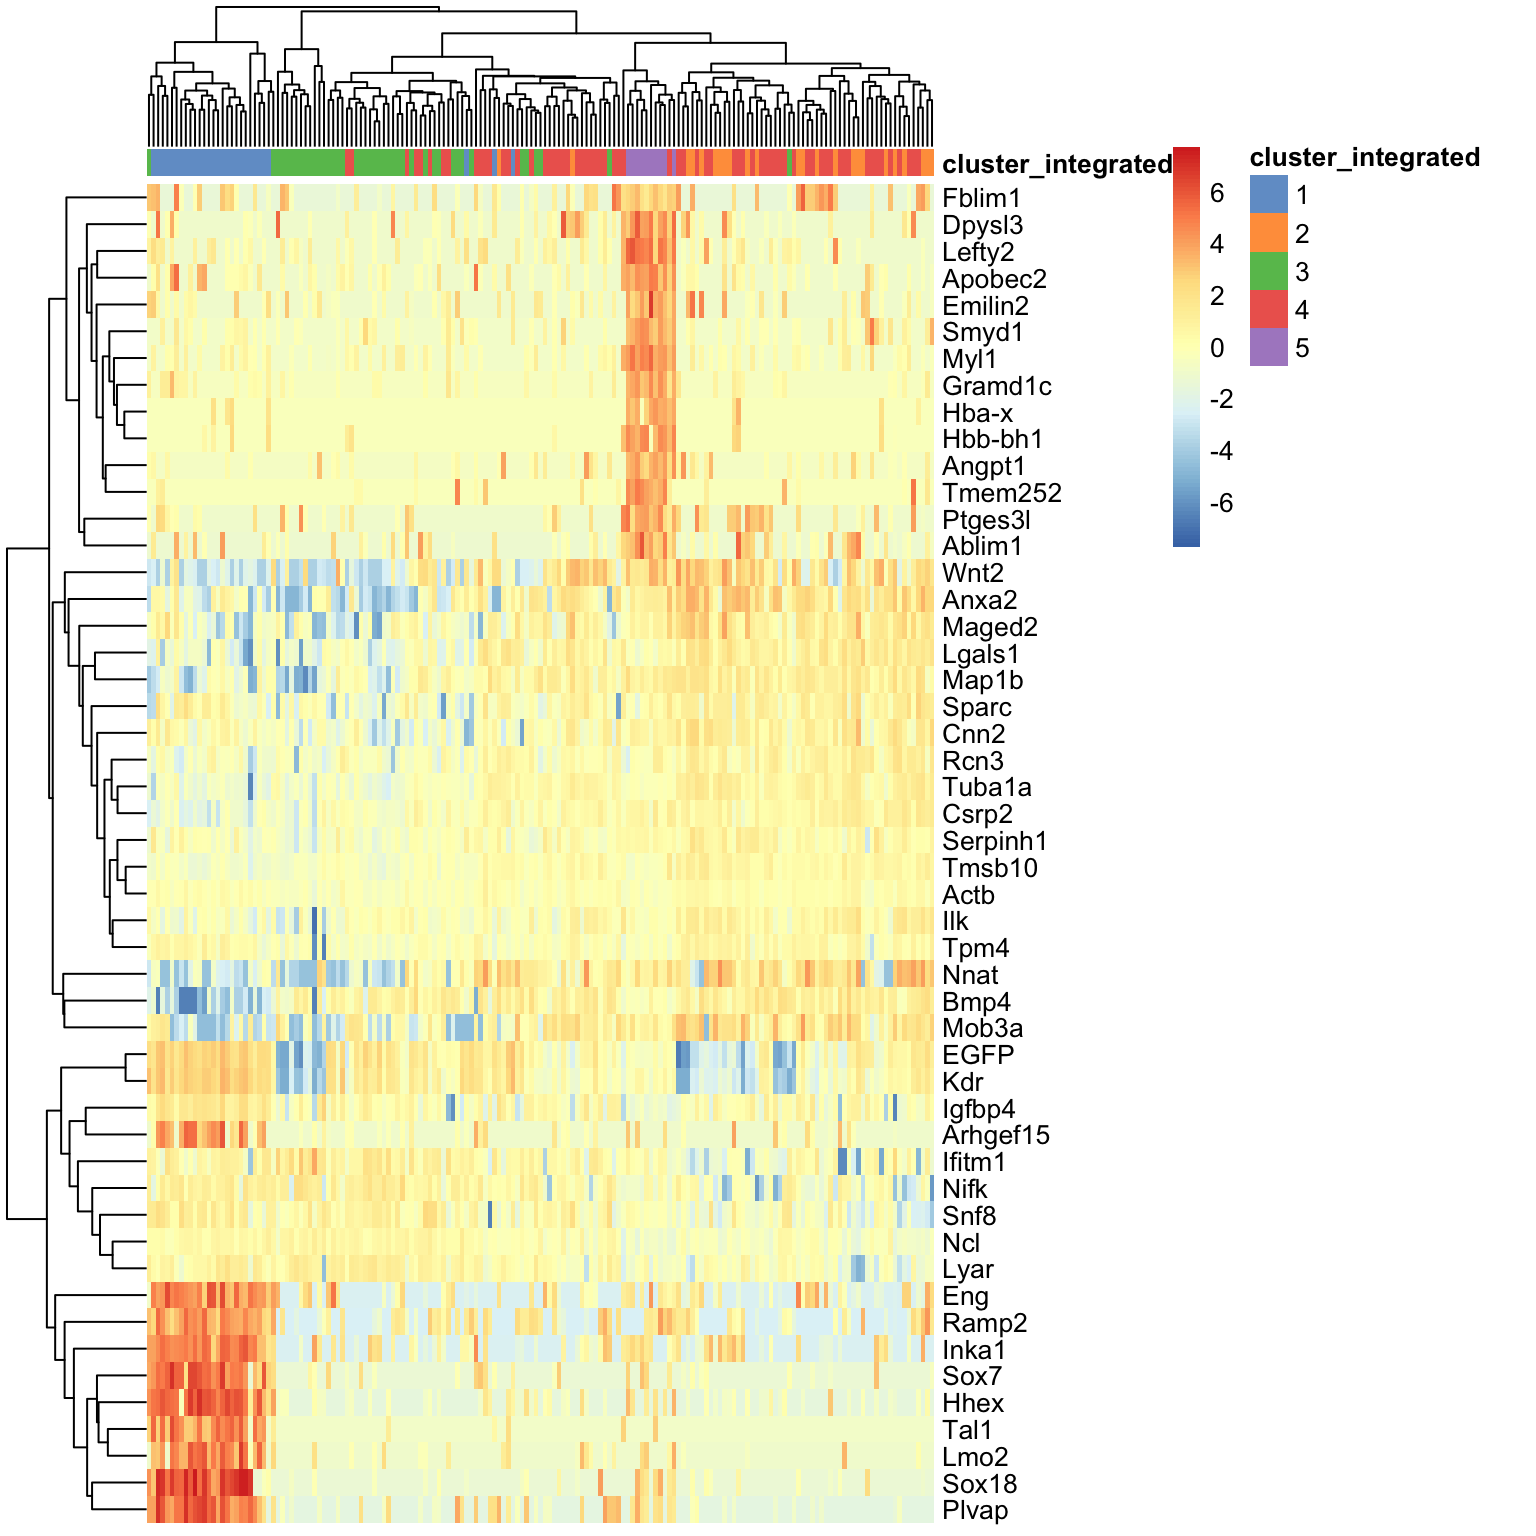 cluster_integrated
Fblim1
Dpysl3
Lefty2
Apobec2
Emilin2
Smyd1
Myl1
Gramd1c
Hba-x
Hbb-bh1
Angpt1
Tmem252
Ptges3l
Ablim1
Wnt2
Anxa2
Maged2
Lgals1
Map1b
Sparc
Cnn2
Rcn3
Tuba1a
Csrp2
Serpinh1
Tmsb10
Actb
Ilk
Tpm4
Nnat
Bmp4
Mob3a
EGFP
Kdr
Igfbp4
Arhgef15
Ifitm1
Nifk
Snf8
Ncl
Lyar
Eng
Ramp2
Inka1
Sox7
Hhex
Tal1
Lmo2
Sox18
Plvap
6
4
2
0
-2
-4
-6
cluster_integrated
1
2
3
4
5